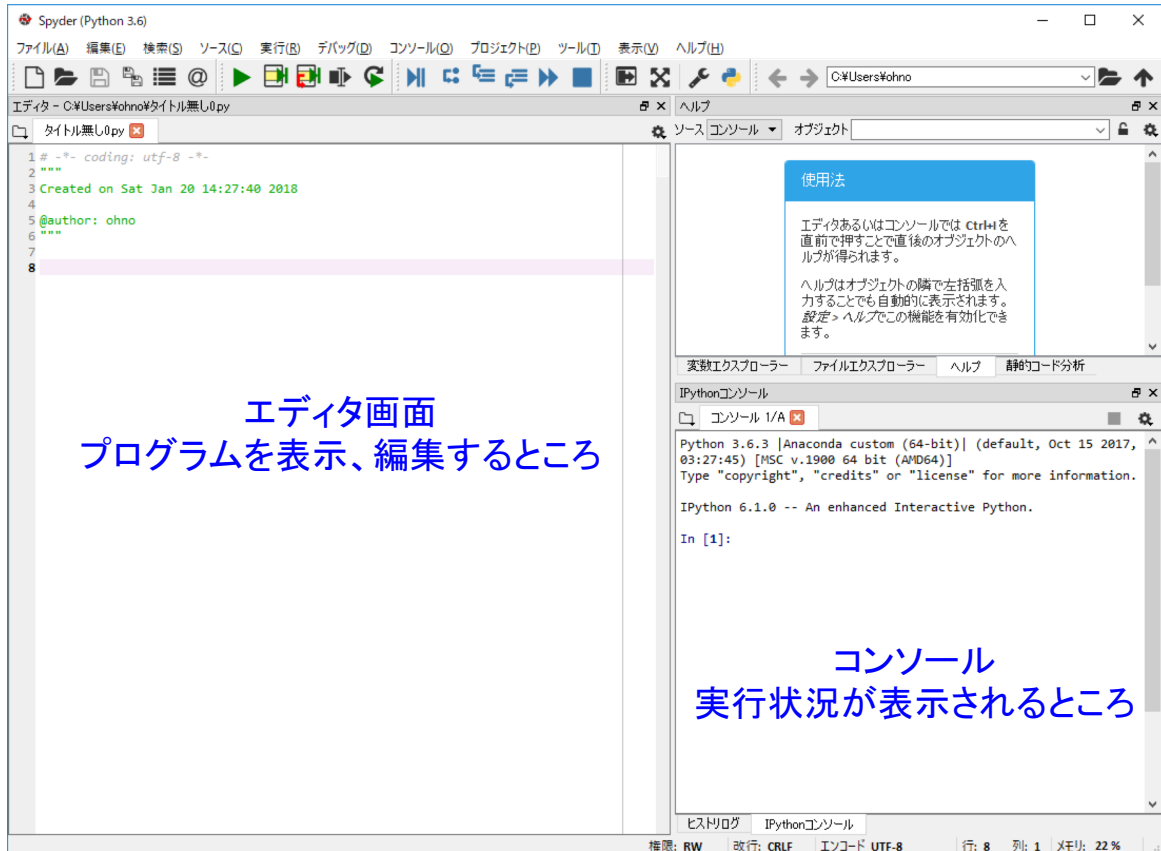 Spyder (Python 3.6)
ファイル(A) 編集(E) 検索(S) ソース(C) 実行(R) デバッグ(D) コンソール(O) プロジェクト(P) ツール(T) 表示(V) ヘルプ(H)
C:¥Users¥ohno
エディタ - C:¥Users¥ohno¥タイトル無し0.py
タイトル無し0.py
1 # -*- coding: utf-8 -*-
2 """
3 Created on Sat Jan 20 14:27:40 2018
4
5 @author: ohno
6 """
7
8
エディタ画面
プログラムを表示、編集するところ
ヘルプ
ソース コンソール オブジェクト
使用法
エディタあるいはコンソールでは Ctrl+Iを
直前で押すことで直後のオブジェクトのヘ
ルプが得られます。
ヘルプはオブジェクトの隣で左括弧を入
力することでも自動的に表示されます。
設定 > ヘルプでこの機能を有効化でき
ます。
変数エクスプローラー ファイルエクスプローラー ヘルプ 静的コード分析
IPythonコンソール
コンソール 1/A
Python 3.6.3 |Anaconda custom (64-bit)| (default, Oct 15 2017,
03:27:45) [MSC v.1900 64 bit (AMD64)]
Type "copyright", "credits" or "license" for more information.
IPython 6.1.0 -- An enhanced Interactive Python.
In [1]:
コンソール
実行状況が表示されるところ
ヒストリログ IPythonコンソール
権限: RW 改行: CRLF エンコード UTF-8 行: 8 列: 1 メモリ: 22 %